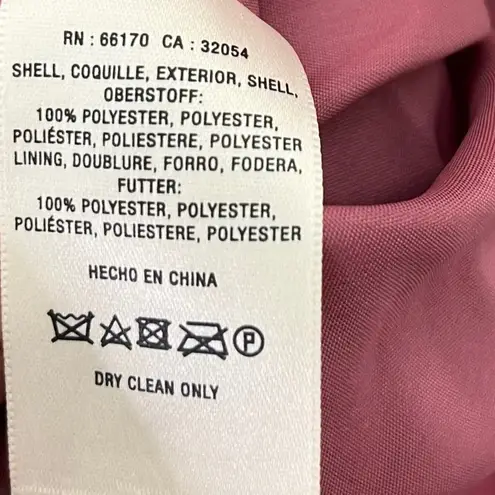 RN : 66170 CA : 32054
SHELL, COQUILLE, EXTERIOR, SHELL,
OBERSTOFF:
100% POLYESTER, POLYESTER,
POLIÉSTER, POLIESTERE, POLYESTER
LINING, DOUBLURE, FORRO, FODERA,
FUTTER:
100% POLYESTER, POLYESTER,
POLIÉSTER, POLIESTERE, POLYESTER
HECHO EN CHINA
P
DRY CLEAN ONLY